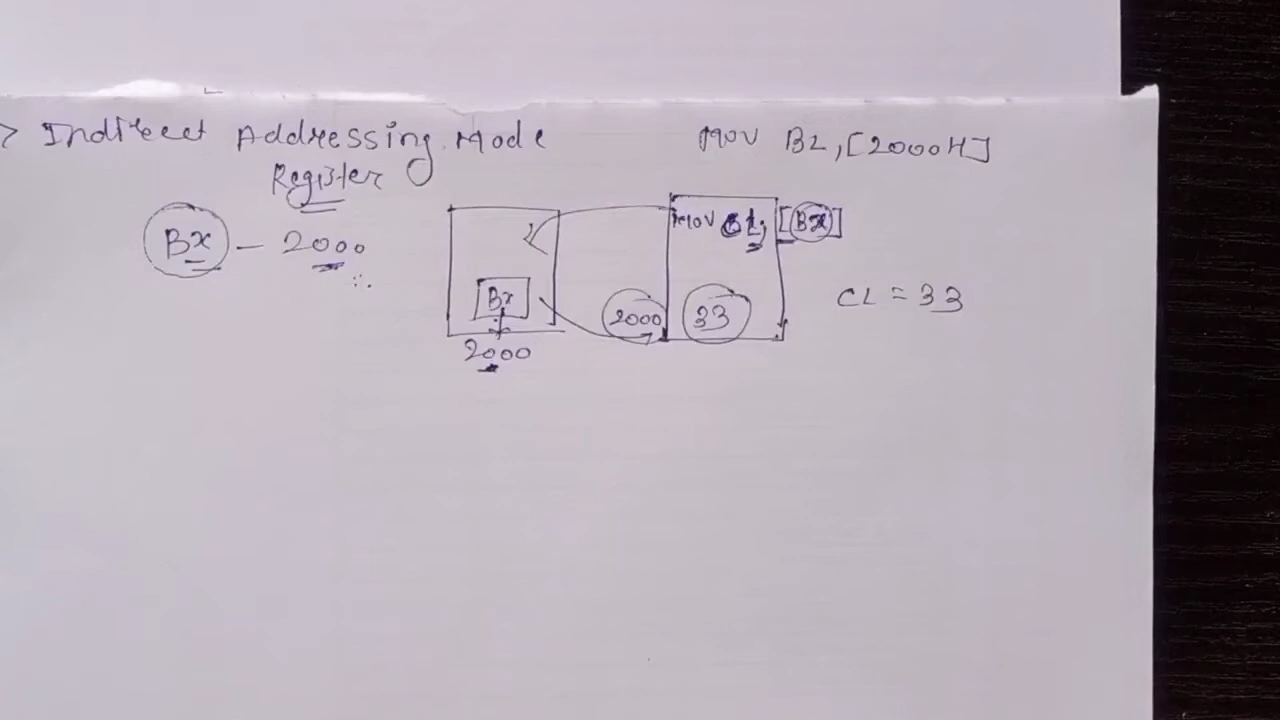 > Indirect Addressing Mode
Register
MOV BL,[2000H]
Bx - 2000
MOV CL, [Bx]
Bx
2000
2000
33
CL = 33